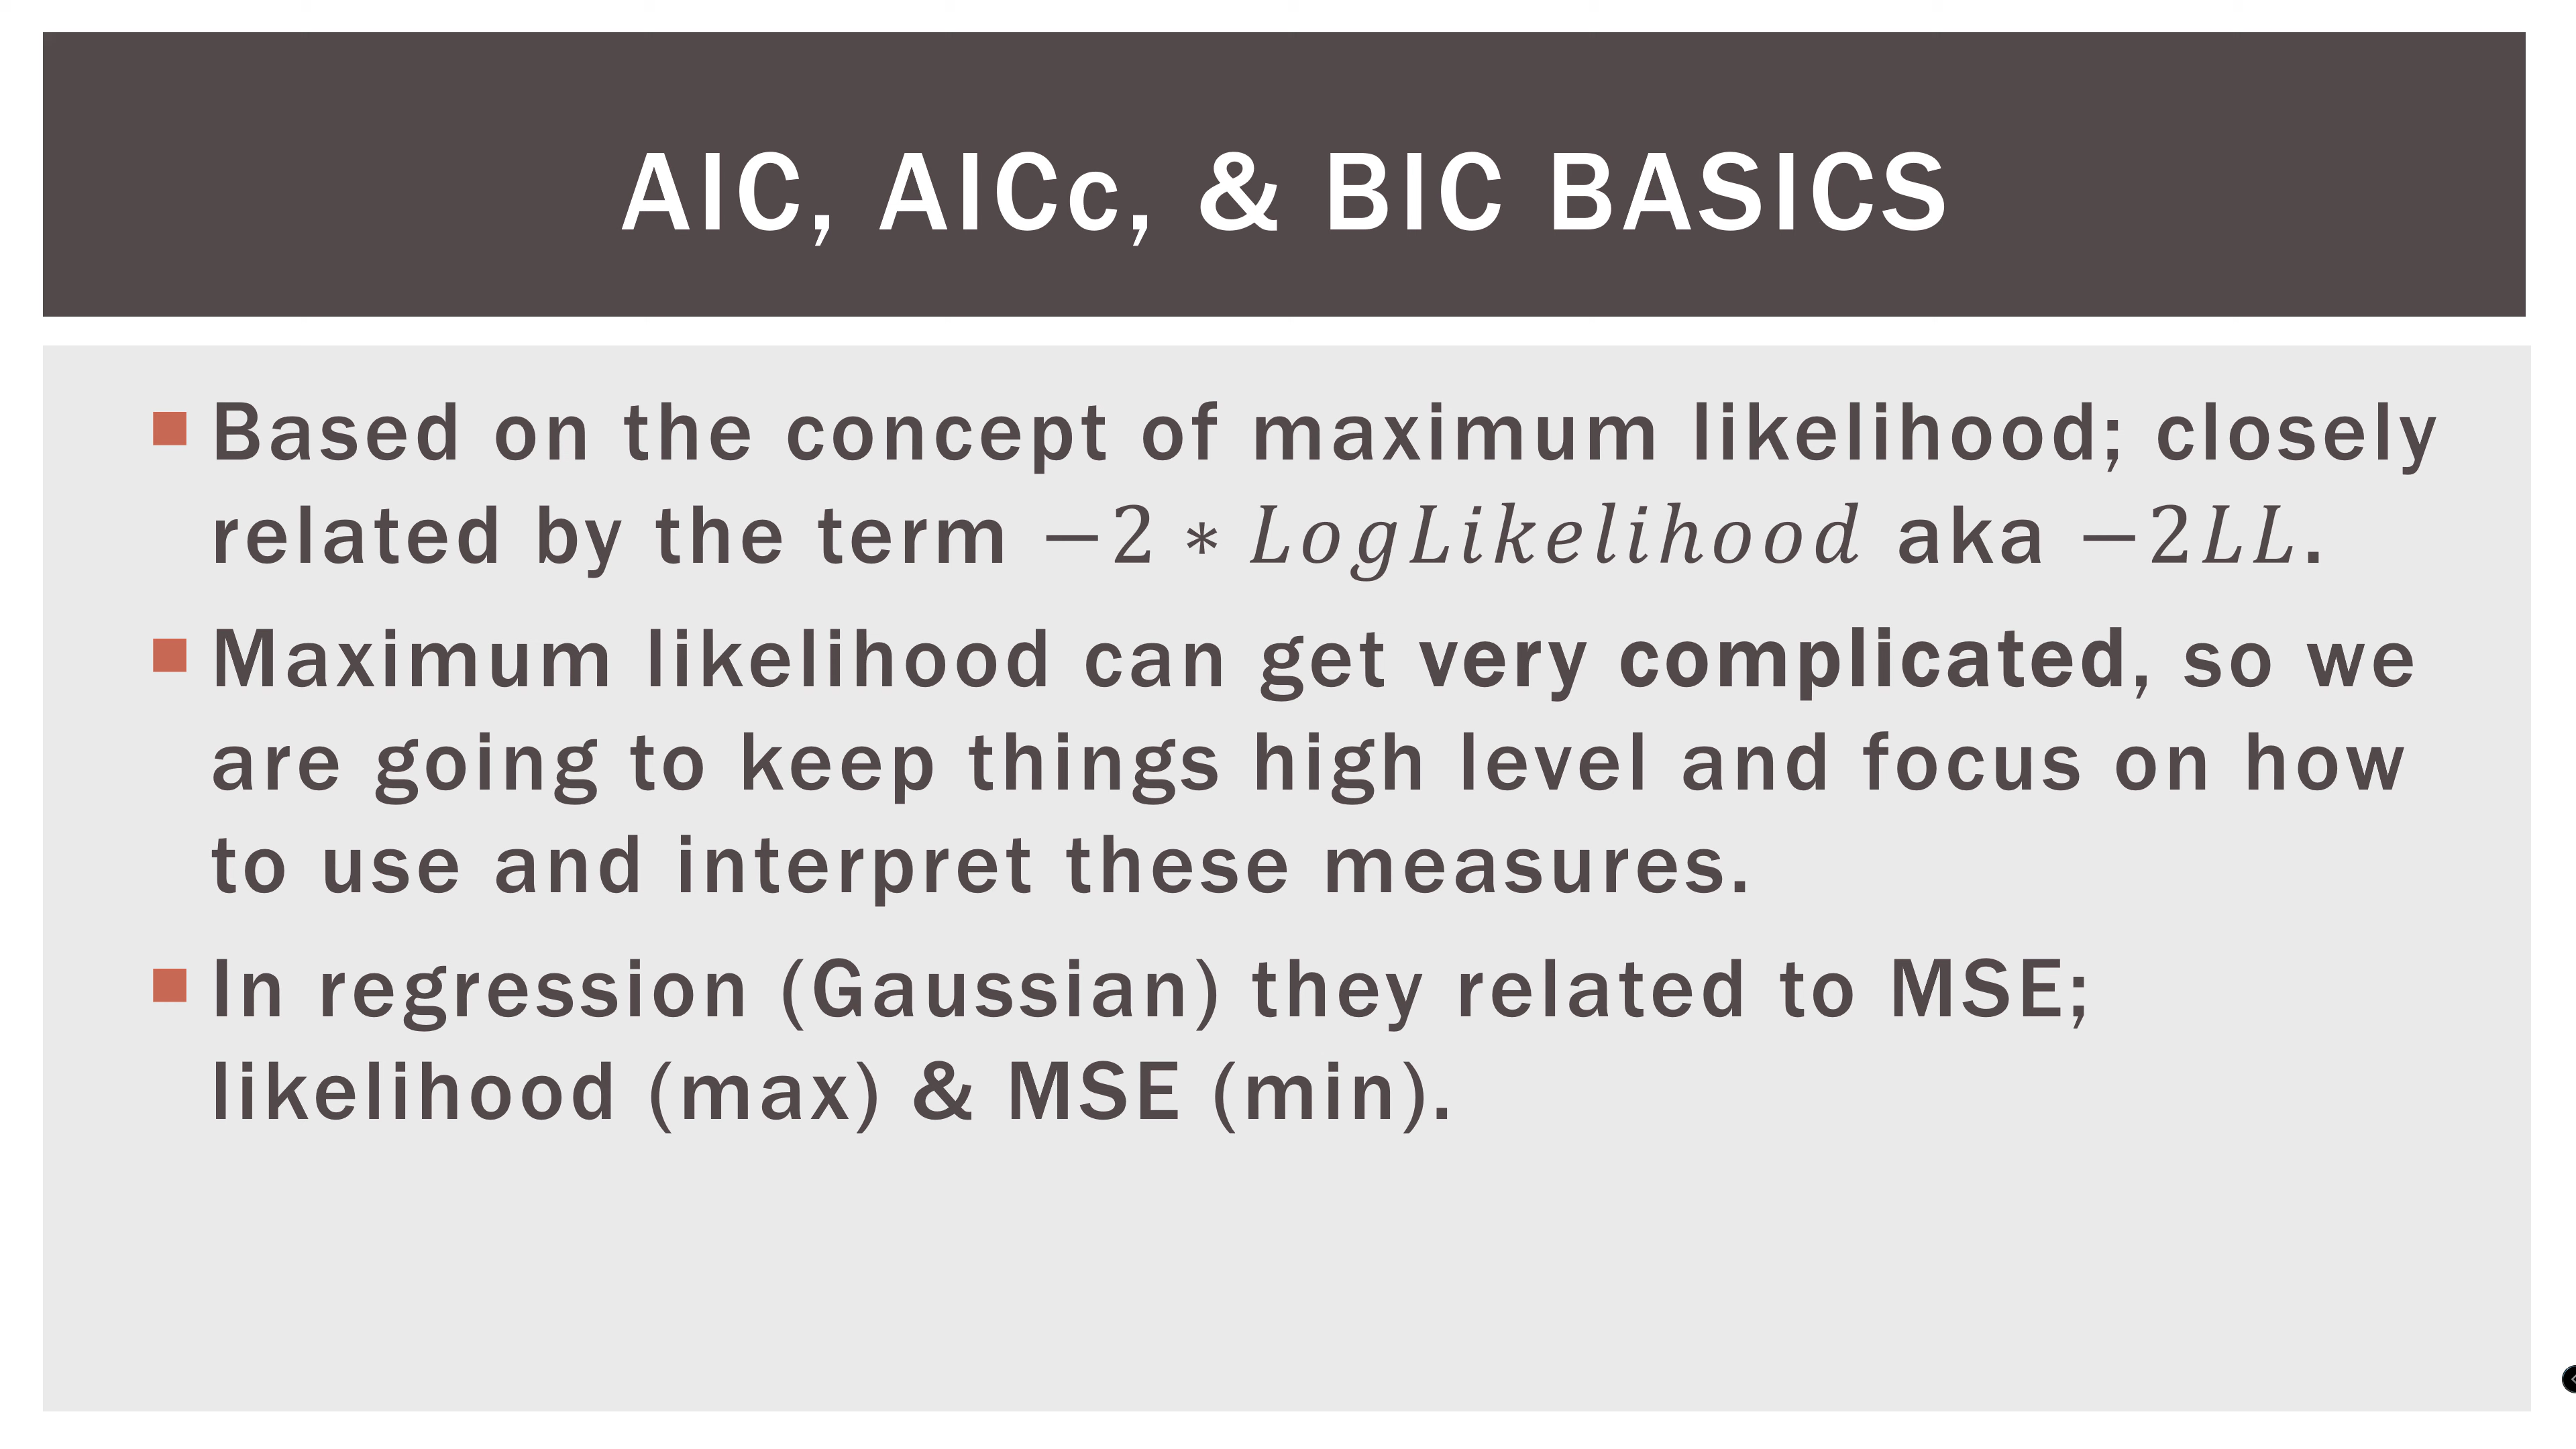 AIC, AICc, & BIC BASICS
Based on the concept of maximum likelihood; closely
related by the term −2 ∗ LogLikelihood aka −2LL.
Maximum likelihood can get very complicated, so we
are going to keep things high level and focus on how
to use and interpret these measures.
In regression (Gaussian) they related to MSE;
likelihood (max) & MSE (min).